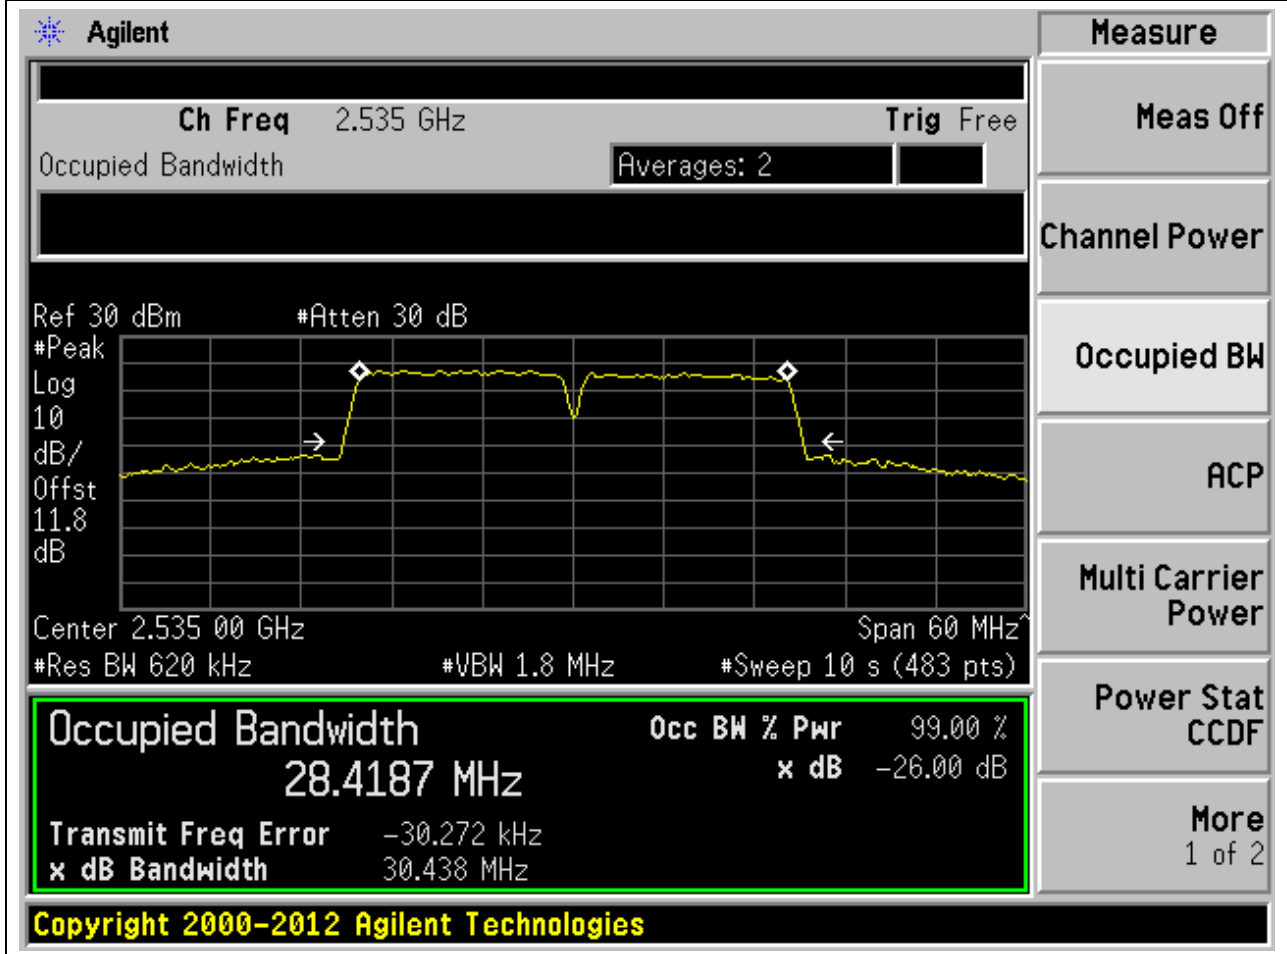 Agilent
Measure
Ch Freq 2.535 GHz Trig Free
Occupied Bandwidth Averages: 2
Meas Off
Channel Power
Occupied BW
ACP
Multi Carrier
Power
Power Stat
CCDF
More
1 of 2
Ref 30 dBm #Atten 30 dB
#Peak
Log
10
dB/
Offst
11.8
dB
Center 2.535 00 GHz Span 60 MHz^
#Res BW 620 kHz #VBW 1.8 MHz #Sweep 10 s (483 pts)
Occupied Bandwidth Occ BW % Pwr 99.00 %
28.4187 MHz x dB -26.00 dB
Transmit Freq Error -30.272 kHz
x dB Bandwidth 30.438 MHz
Copyright 2000-2012 Agilent Technologies